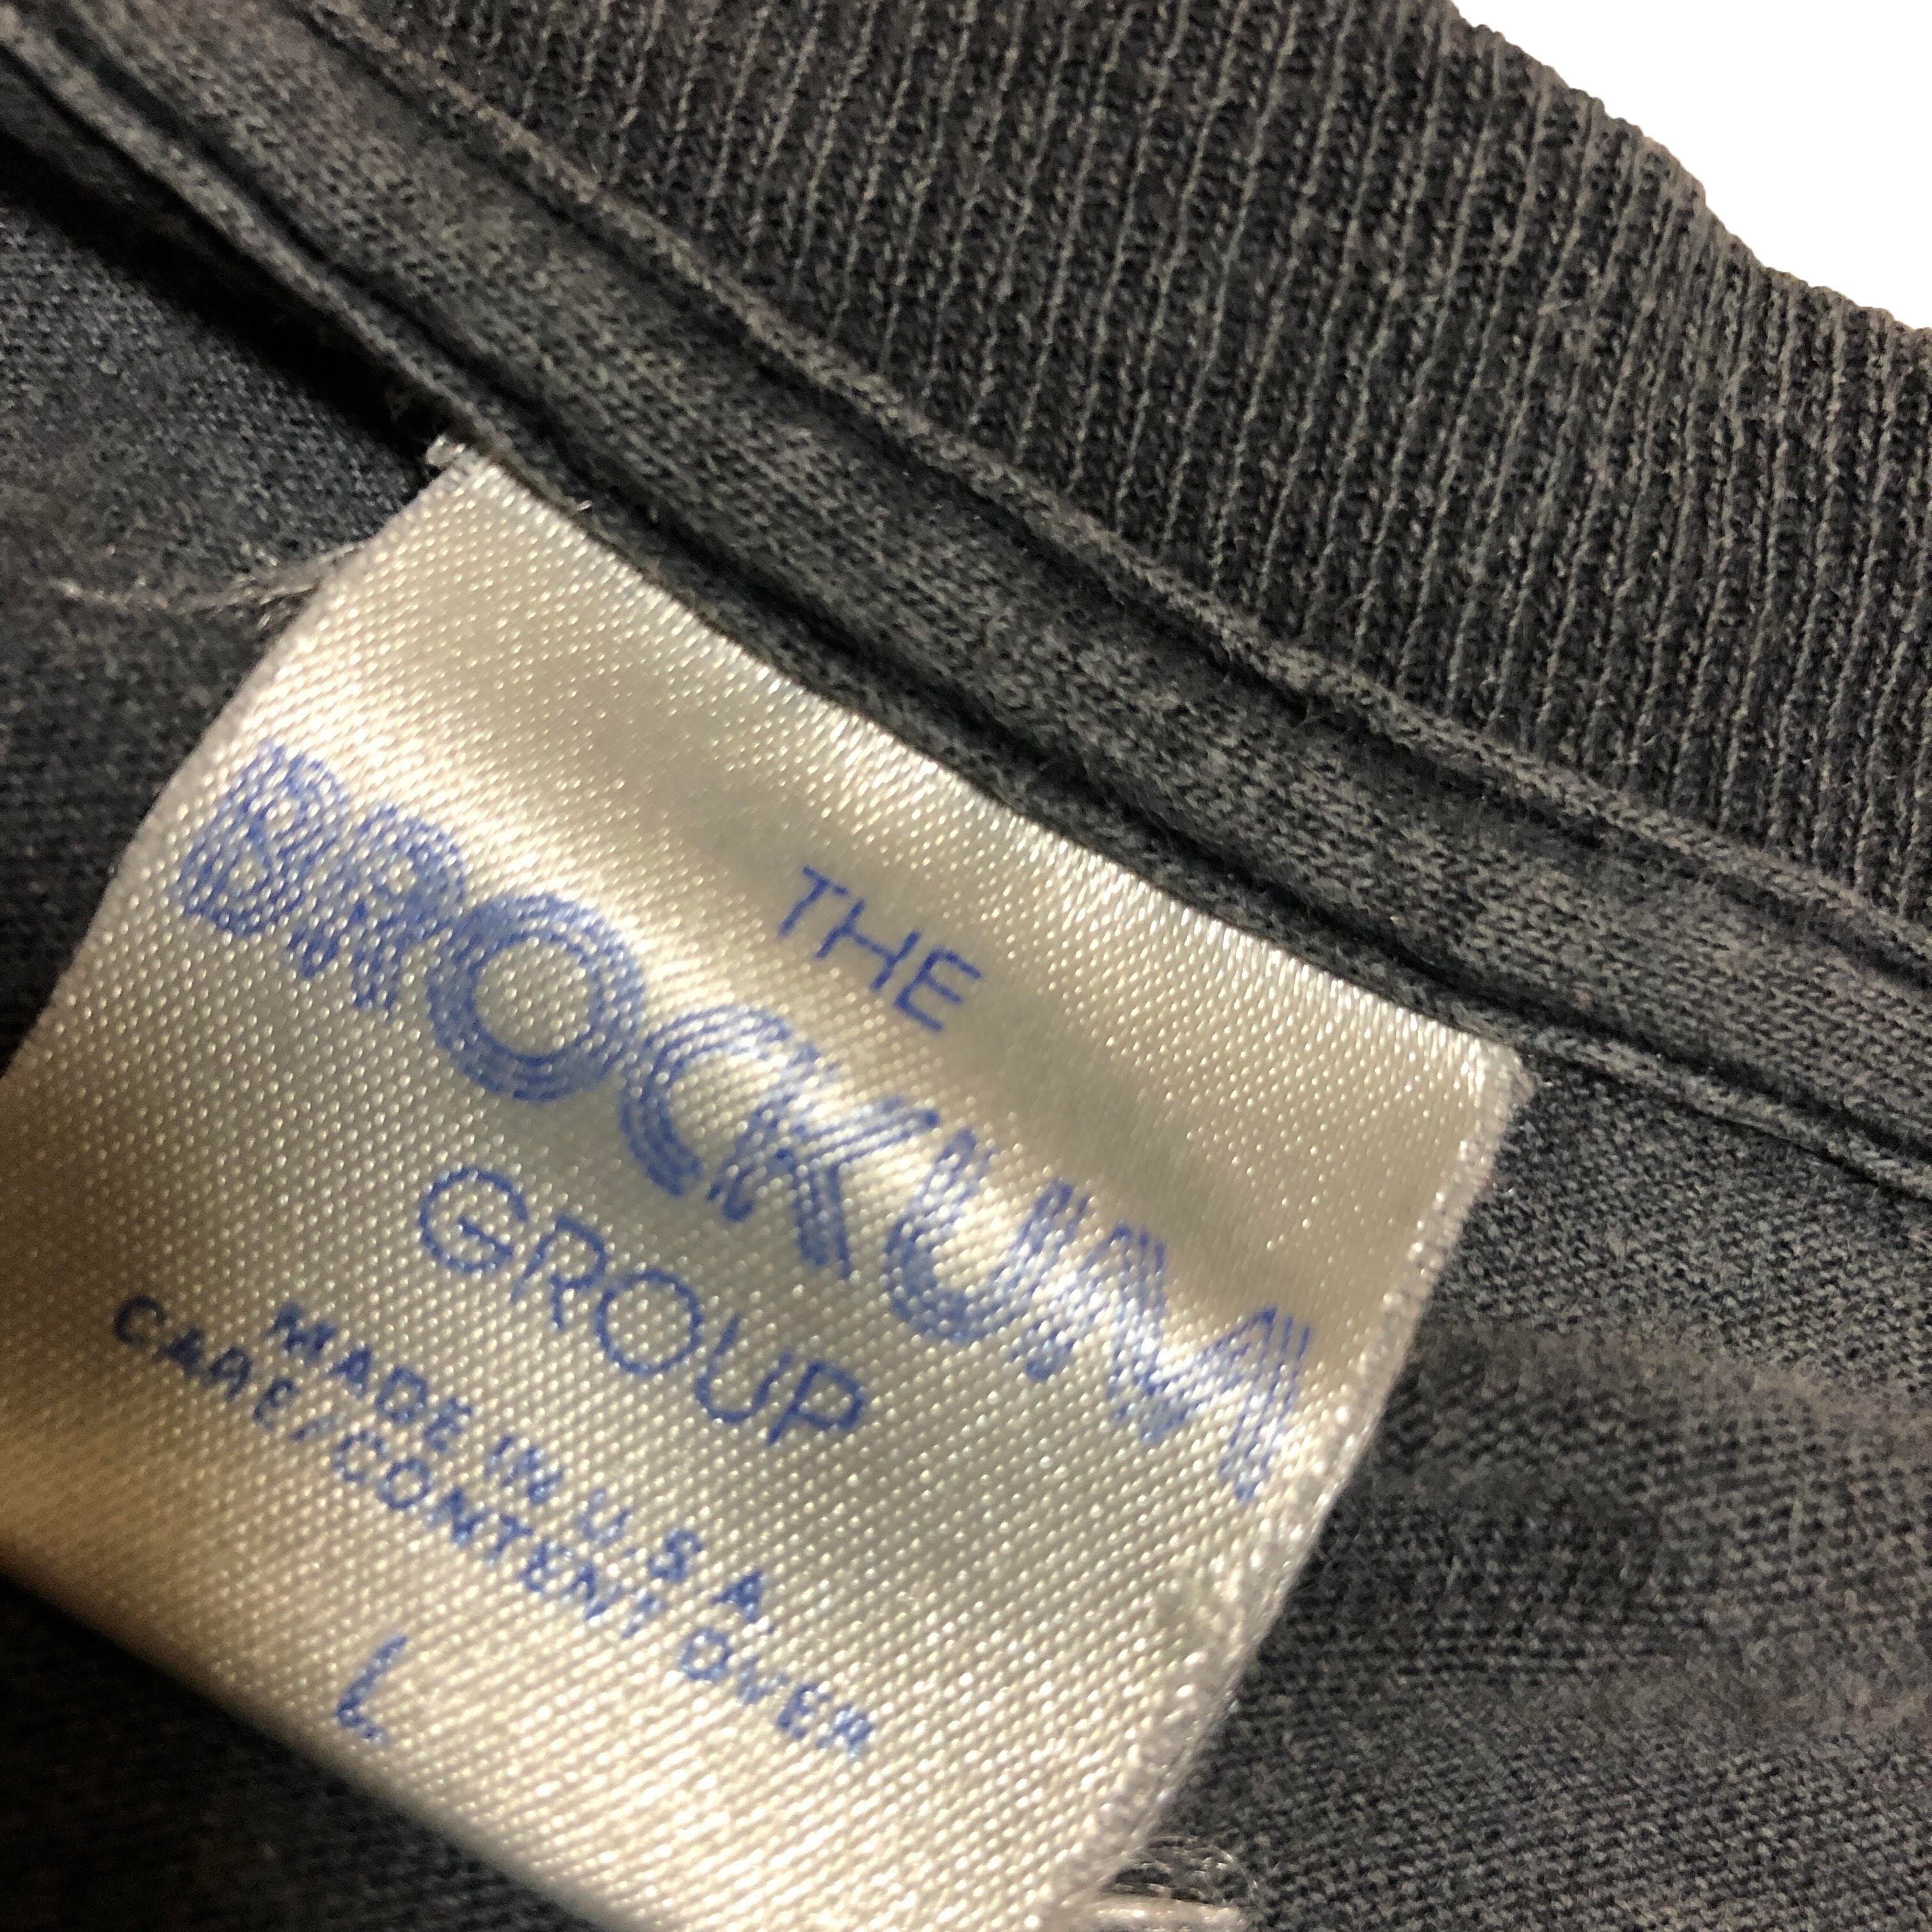 THE
BROCKUM
GROUP
MADE IN U.S.A.
CARE/CONTENT OVER
L